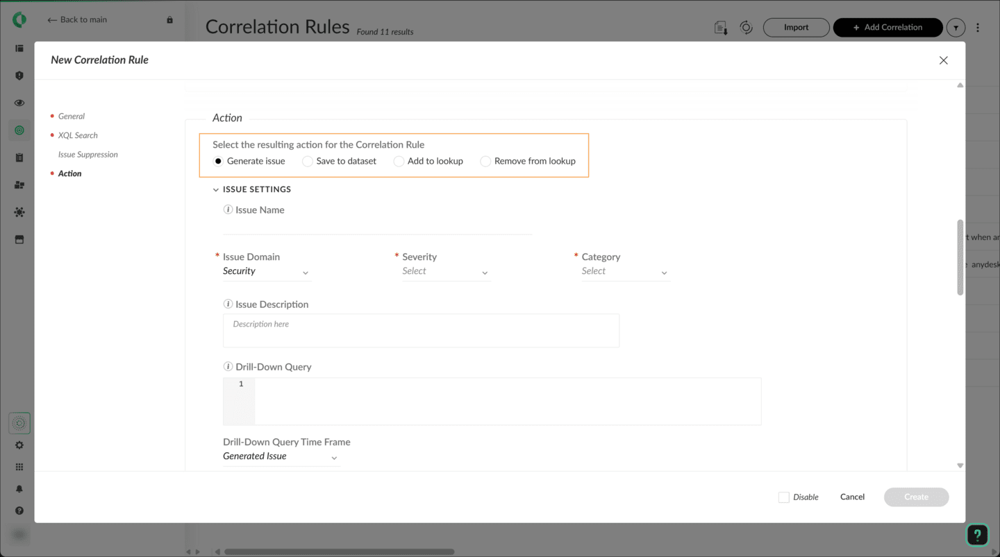 ← Back to main
Correlation Rules Found 11 results
Import
+ Add Correlation
New Correlation Rule
General
XQL Search
Issue Suppression
Action
Action
Select the resulting action for the Correlation Rule
Generate issue Save to dataset Add to lookup Remove from lookup
ISSUE SETTINGS
Issue Name
* Issue Domain * Severity * Category
Security Select Select
Issue Description
Description here
Drill-Down Query
1
Drill-Down Query Time Frame
Generated Issue
t when ar
e anydesk
Disable Cancel Create
?